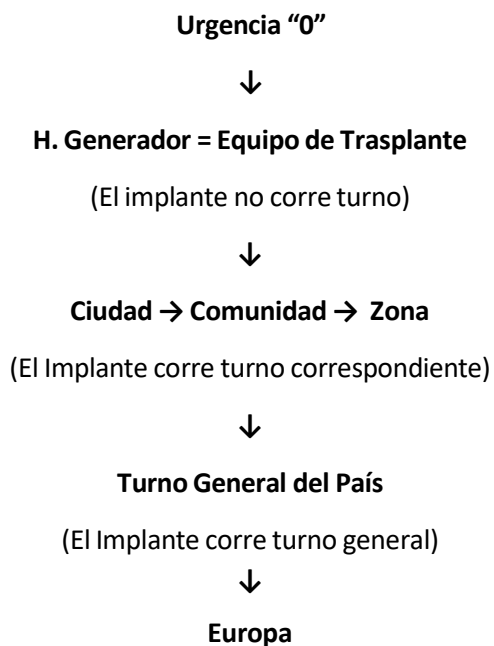 Urgencia “0”
↓
H. Generador = Equipo de Trasplante
(El implante no corre turno)
↓
Ciudad → Comunidad → Zona
(El Implante corre turno correspondiente)
↓
Turno General del País
(El Implante corre turno general)
↓
Europa